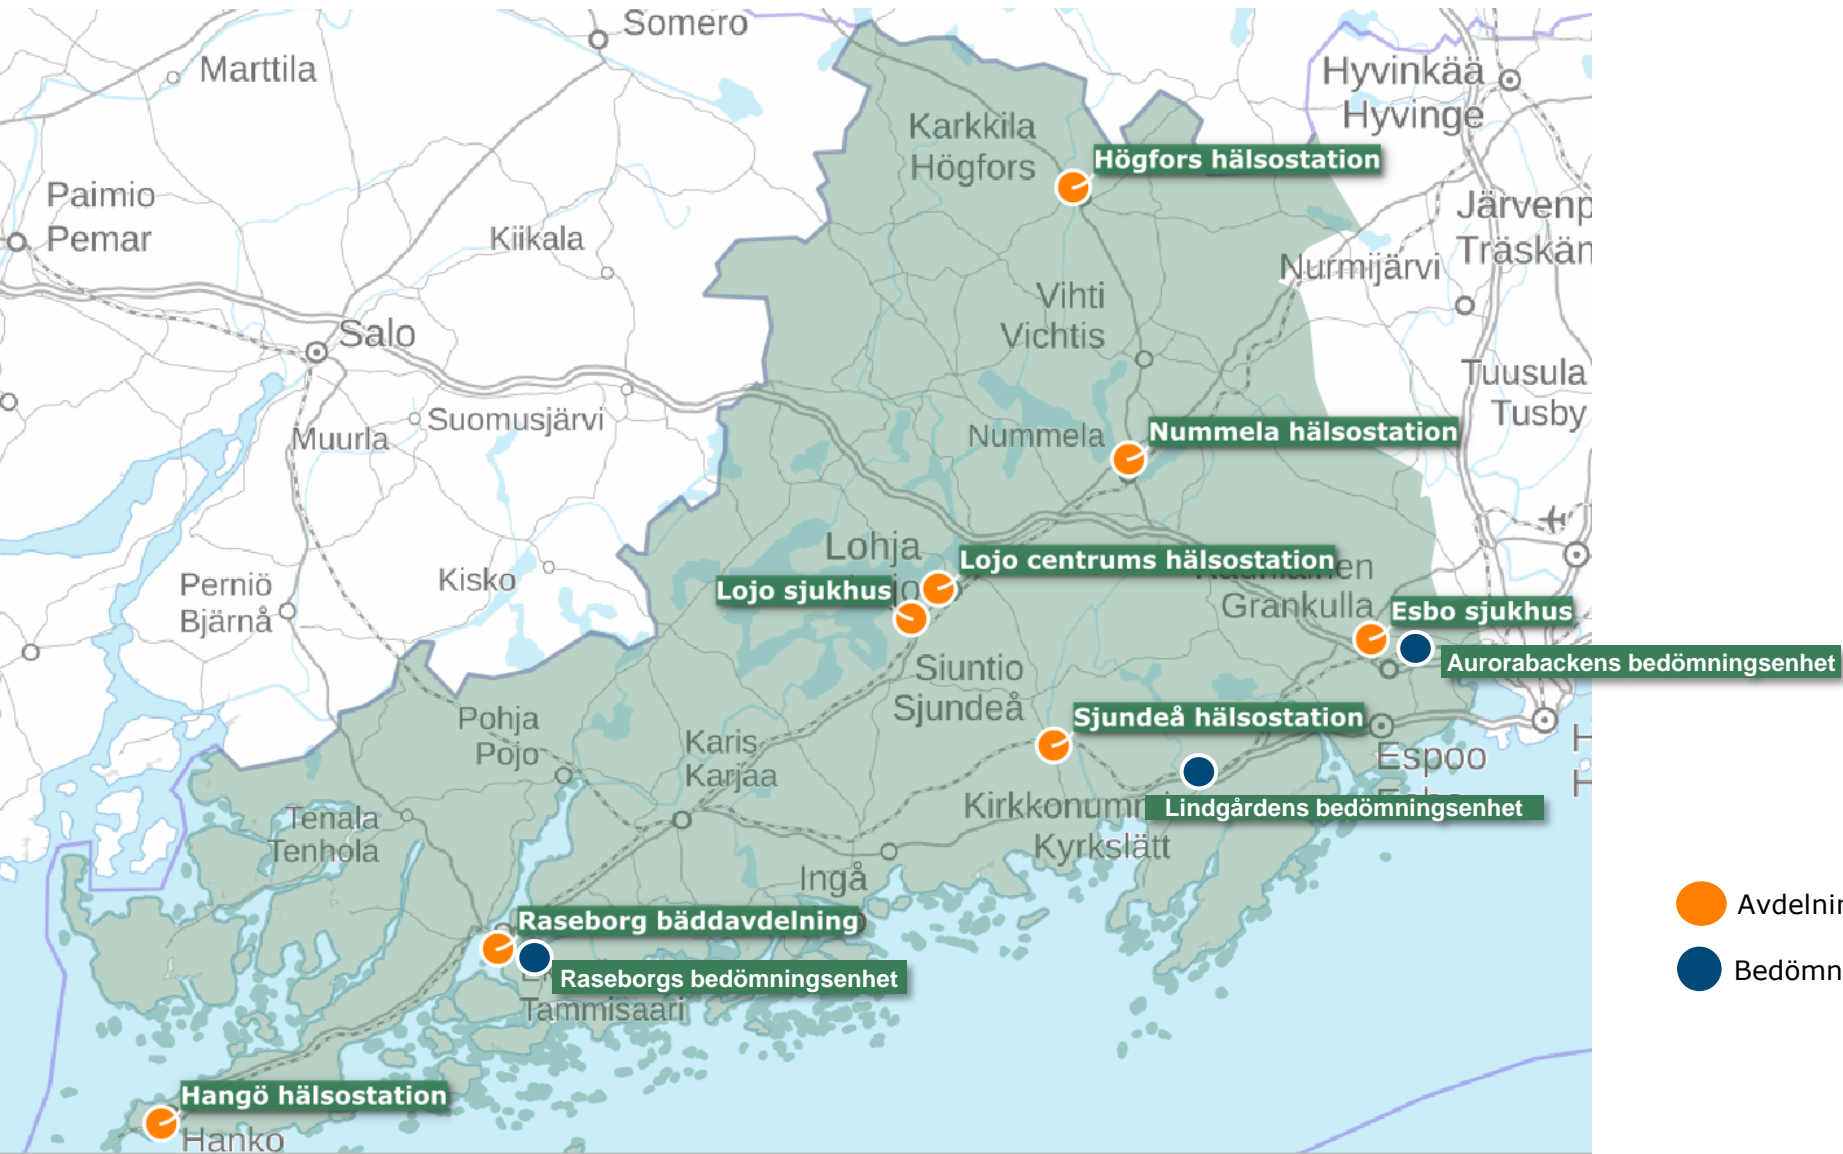 Somero
Marttila
Hyvinkää
Hyvinge
Karkkila
Högfors
Högfors hälsostation
Paimio
Pemar
Kiikala
Järvenp
Träskän
Nurmijärvi
Vihti
Vichtis
Salo
Tuusula
Tusby
Suomusjärvi
Muurla
Nummela
Nummela hälsostation
Lohja
Lojo centrums hälsostation
Lojo sjukhus
Perniö
Bjärnå
Kisko
Grankulla
Esbo sjukhus
Aurorabackens bedömningsenhet
Siuntio
Sjundeå
Sjundeå hälsostation
Pohja
Pojo
Karis
Karjaa
Espoo
Kirkkonumm
Kyrkslätt
Lindgårdens bedömningsenhet
Tenala
Tenhola
Ingå
Avdelnin
Raseborg bäddavdelning
Bedömn
Raseborgs bedömningsenhet
Tammisaari
Hangö hälsostation
Hanko